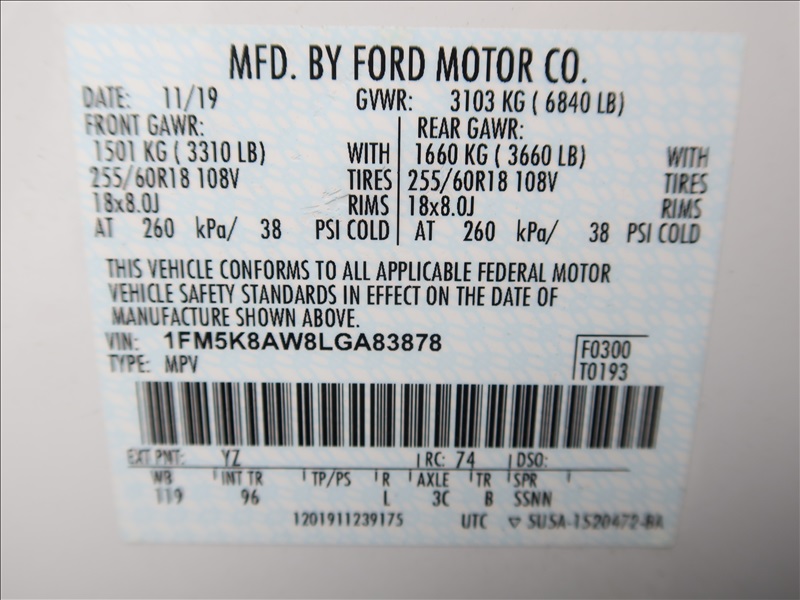 MFD. BY FORD MOTOR CO.
DATE: 11/19 GVWR: 3103 KG ( 6840 LB)
FRONT GAWR: REAR GAWR:
1501 KG ( 3310 LB) WITH 1660 KG ( 3660 LB) WITH
255/60R18 108V TIRES 255/60R18 108V TIRES
18x8.0J RIMS 18x8.0J RIMS
AT 260 kPa/ 38 PSI COLD AT 260 kPa/ 38 PSI COLD
THIS VEHICLE CONFORMS TO ALL APPLICABLE FEDERAL MOTOR
VEHICLE SAFETY STANDARDS IN EFFECT ON THE DATE OF
MANUFACTURE SHOWN ABOVE.
VIN: 1FM5K8AW8LGA83878 F0300
TYPE: MPV T0193
EXT PNT: YZ RC: 74 DSO:
WB INT TR TP/PS R AXLE TR SPR
119 96 L 3C B SSNN
1201911239175 UTC SU5A-1520472-BA